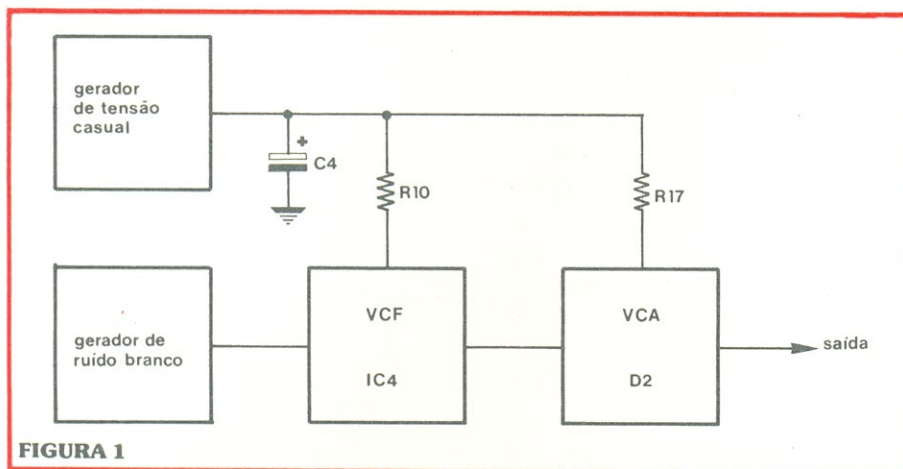 gerador
de tensão
casual
+
C4
R10
R17
gerador de
ruído branco
VCF
IC4
VCA
D2
saída
FIGURA 1